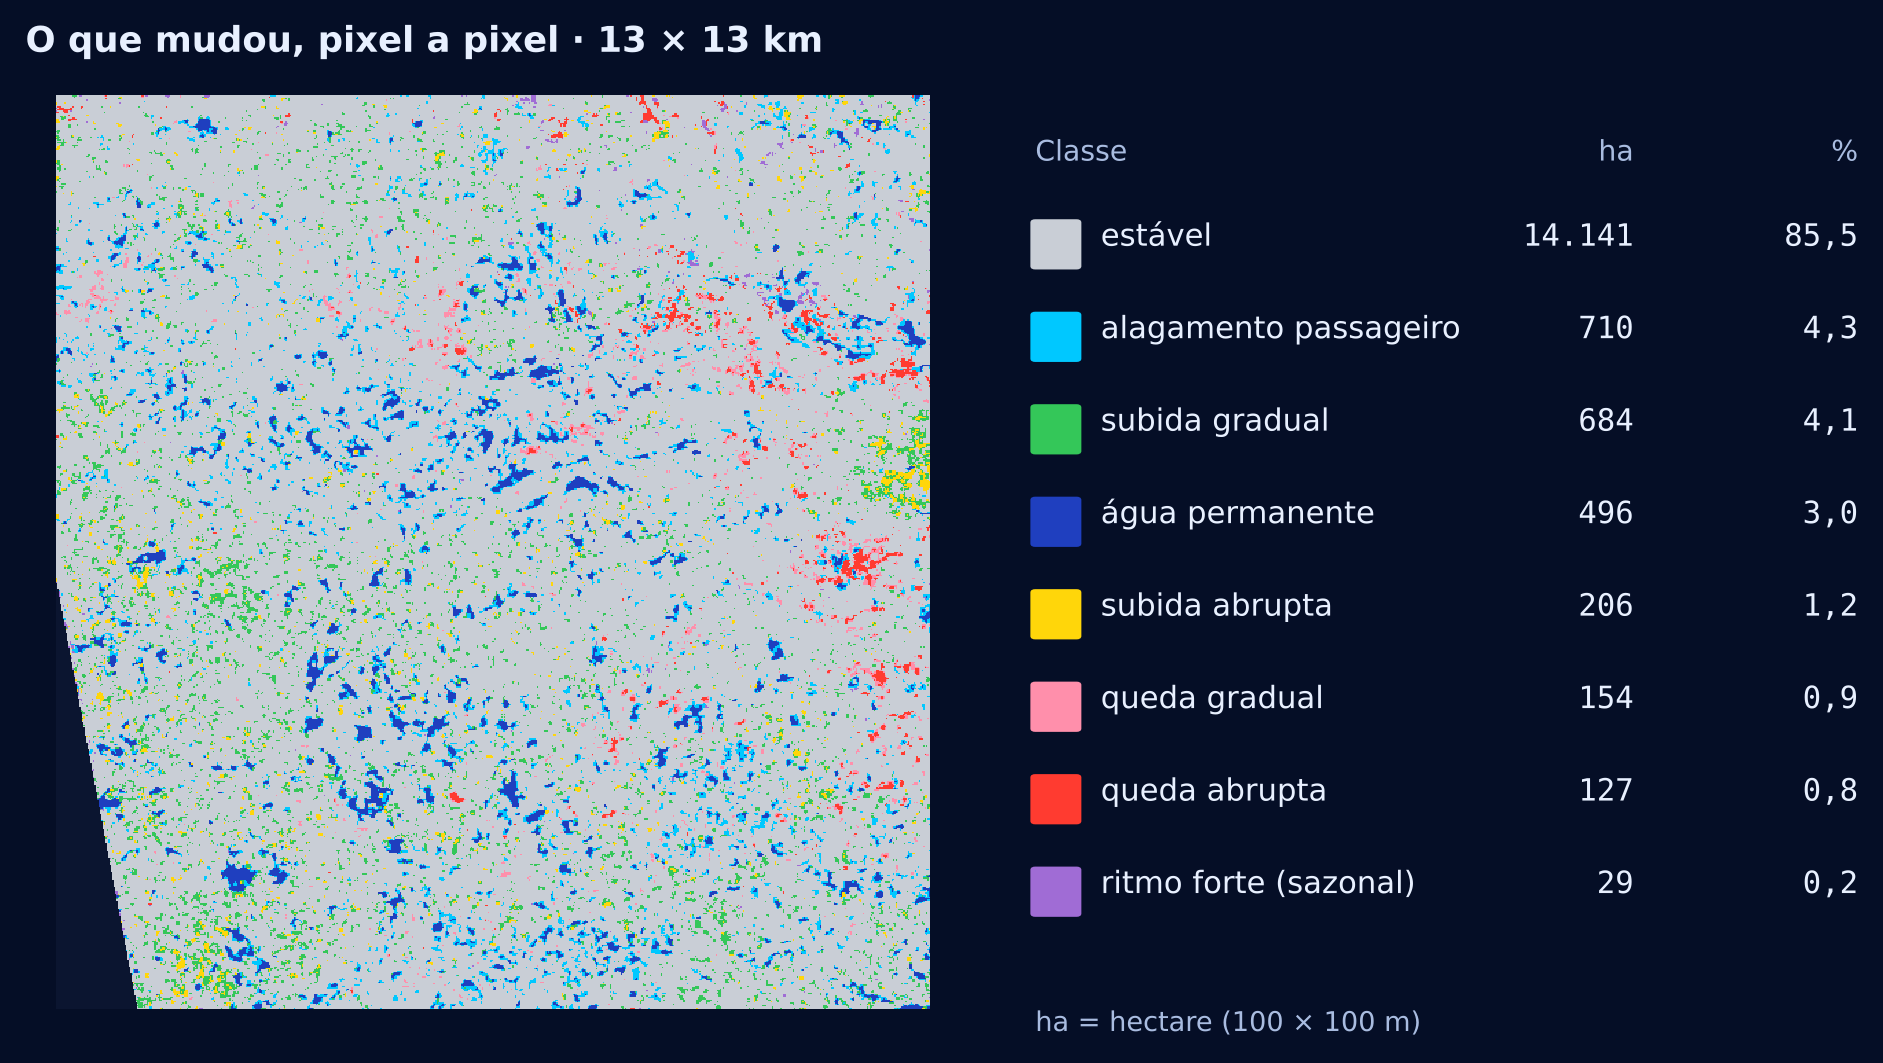 O que mudou, pixel a pixel · 13 × 13 km
Classe ha %
estável 14.141 85,5
alagamento passageiro 710 4,3
subida gradual 684 4,1
água permanente 496 3,0
subida abrupta 206 1,2
queda gradual 154 0,9
queda abrupta 127 0,8
ritmo forte (sazonal) 29 0,2
ha = hectare (100 × 100 m)